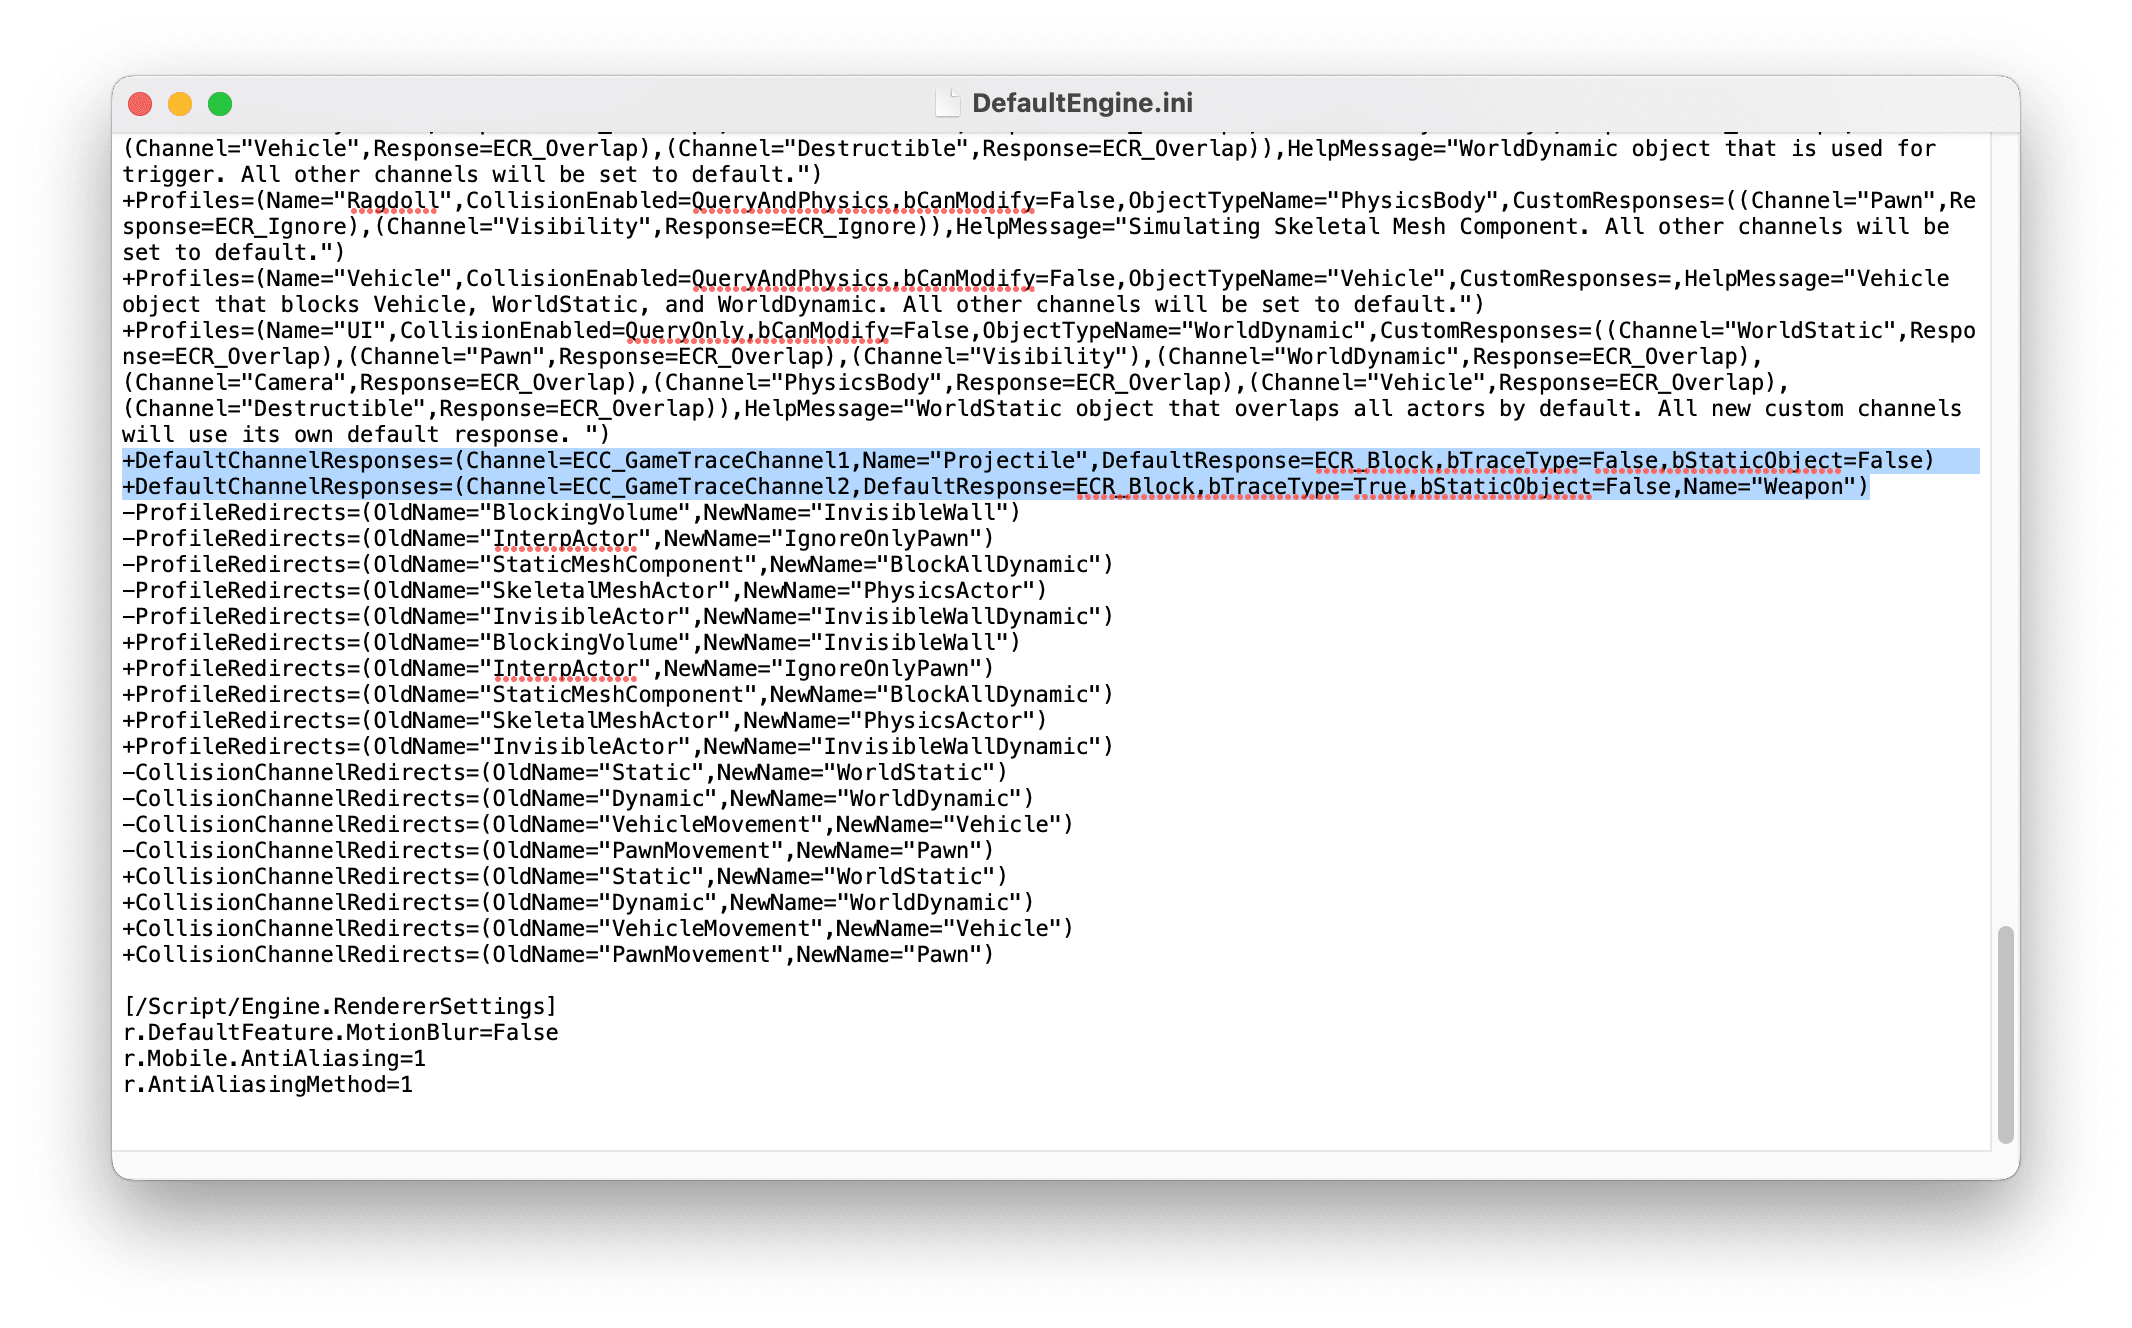 DefaultEngine.ini
(Channel="Vehicle",Response=ECR_Overlap),(Channel="Destructible",Response=ECR_Overlap)),HelpMessage="WorldDynamic object that is used for
trigger. All other channels will be set to default.")
+Profiles=(Name="Ragdoll",CollisionEnabled=QueryAndPhysics,bCanModify=False,ObjectTypeName="PhysicsBody",CustomResponses=((Channel="Pawn",Re
sponse=ECR_Ignore),(Channel="Visibility",Response=ECR_Ignore)),HelpMessage="Simulating Skeletal Mesh Component. All other channels will be
set to default.")
+Profiles=(Name="Vehicle",CollisionEnabled=QueryAndPhysics,bCanModify=False,ObjectTypeName="Vehicle",CustomResponses=,HelpMessage="Vehicle
object that blocks Vehicle, WorldStatic, and WorldDynamic. All other channels will be set to default.")
+Profiles=(Name="UI",CollisionEnabled=QueryOnly,bCanModify=False,ObjectTypeName="WorldDynamic",CustomResponses=((Channel="WorldStatic",Respo
nse=ECR_Overlap),(Channel="Pawn",Response=ECR_Overlap),(Channel="Visibility"),(Channel="WorldDynamic",Response=ECR_Overlap),
(Channel="Camera",Response=ECR_Overlap),(Channel="PhysicsBody",Response=ECR_Overlap),(Channel="Vehicle",Response=ECR_Overlap),
(Channel="Destructible",Response=ECR_Overlap)),HelpMessage="WorldStatic object that overlaps all actors by default. All new custom channels
will use its own default response. ")
+DefaultChannelResponses=(Channel=ECC_GameTraceChannel1,Name="Projectile",DefaultResponse=ECR_Block,bTraceType=False,bStaticObject=False)
+DefaultChannelResponses=(Channel=ECC_GameTraceChannel2,DefaultResponse=ECR_Block,bTraceType=True,bStaticObject=False,Name="Weapon")
-ProfileRedirects=(OldName="BlockingVolume",NewName="InvisibleWall")
-ProfileRedirects=(OldName="InterpActor",NewName="IgnoreOnlyPawn")
-ProfileRedirects=(OldName="StaticMeshComponent",NewName="BlockAllDynamic")
-ProfileRedirects=(OldName="SkeletalMeshActor",NewName="PhysicsActor")
-ProfileRedirects=(OldName="InvisibleActor",NewName="InvisibleWallDynamic")
+ProfileRedirects=(OldName="BlockingVolume",NewName="InvisibleWall")
+ProfileRedirects=(OldName="InterpActor",NewName="IgnoreOnlyPawn")
+ProfileRedirects=(OldName="StaticMeshComponent",NewName="BlockAllDynamic")
+ProfileRedirects=(OldName="SkeletalMeshActor",NewName="PhysicsActor")
+ProfileRedirects=(OldName="InvisibleActor",NewName="InvisibleWallDynamic")
-CollisionChannelRedirects=(OldName="Static",NewName="WorldStatic")
-CollisionChannelRedirects=(OldName="Dynamic",NewName="WorldDynamic")
-CollisionChannelRedirects=(OldName="VehicleMovement",NewName="Vehicle")
-CollisionChannelRedirects=(OldName="PawnMovement",NewName="Pawn")
+CollisionChannelRedirects=(OldName="Static",NewName="WorldStatic")
+CollisionChannelRedirects=(OldName="Dynamic",NewName="WorldDynamic")
+CollisionChannelRedirects=(OldName="VehicleMovement",NewName="Vehicle")
+CollisionChannelRedirects=(OldName="PawnMovement",NewName="Pawn")
[/Script/Engine.RendererSettings]
r.DefaultFeature.MotionBlur=False
r.Mobile.AntiAliasing=1
r.AntiAliasingMethod=1